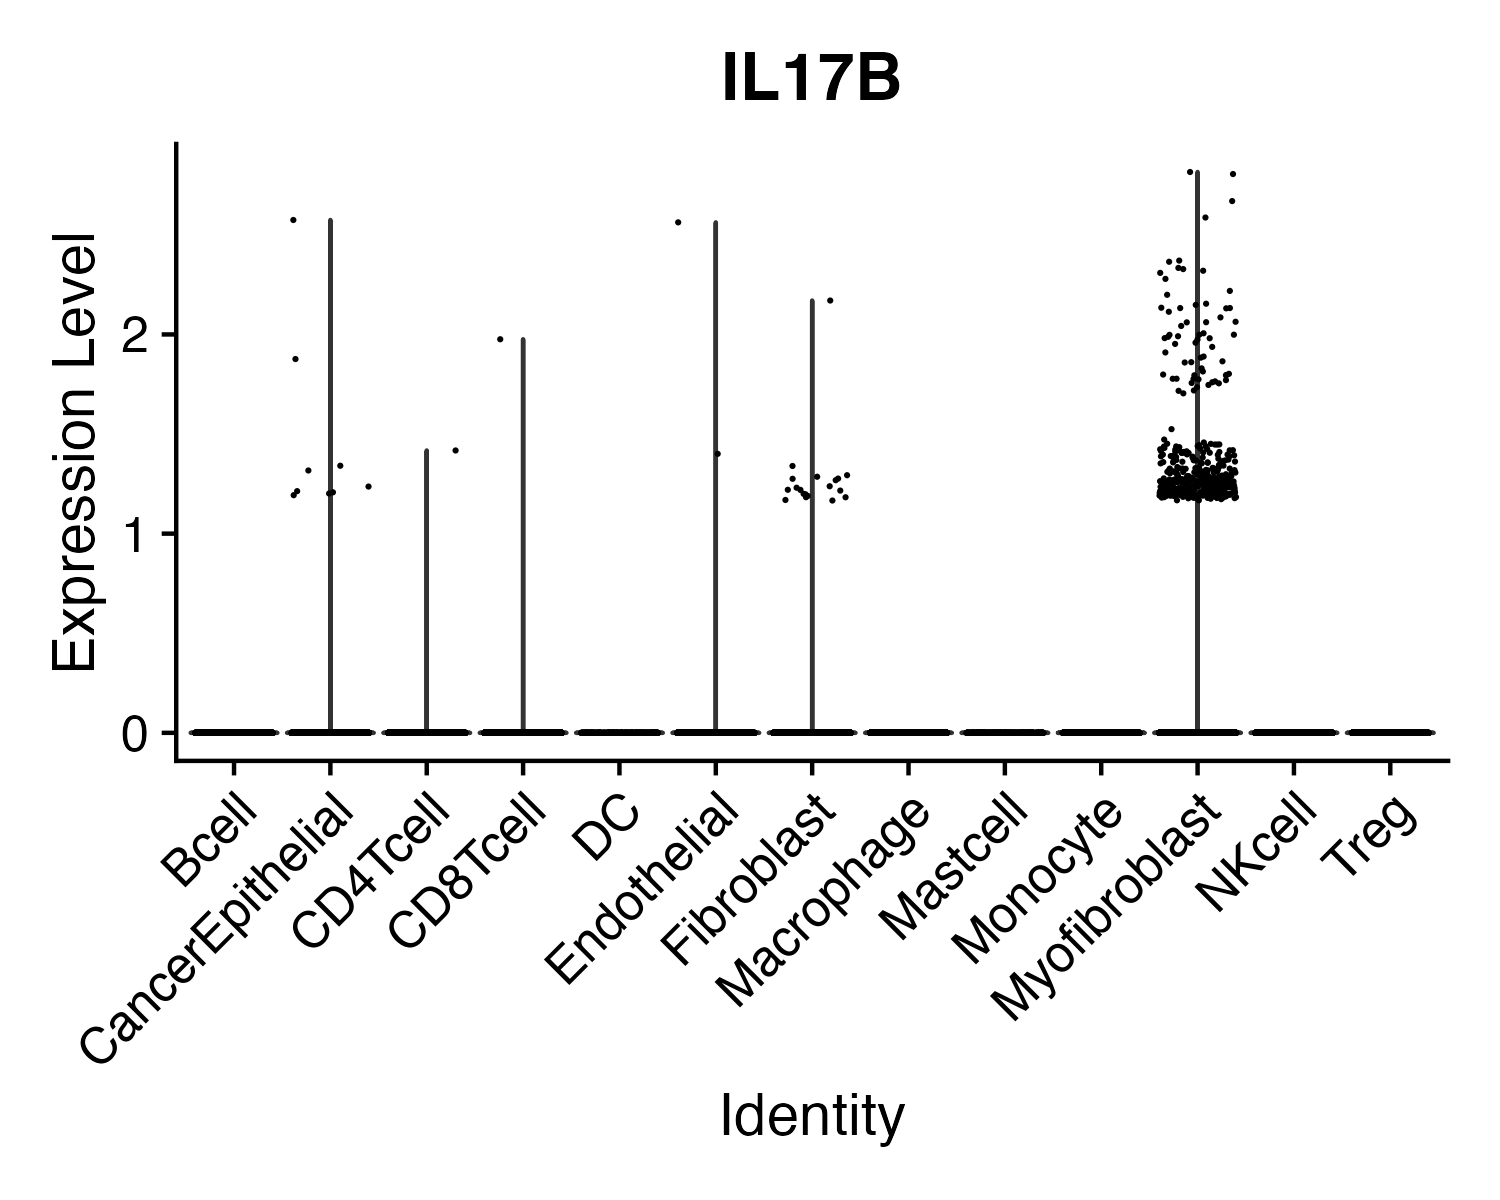 IL17B
Expression Level
2
1
0
Bcell
CancerEpithelial
CD4Tcell
CD8Tcell
DC
Endothelial
Fibroblast
Macrophage
Mastcell
Monocyte
Myofibroblast
NKcell
Treg
Identity